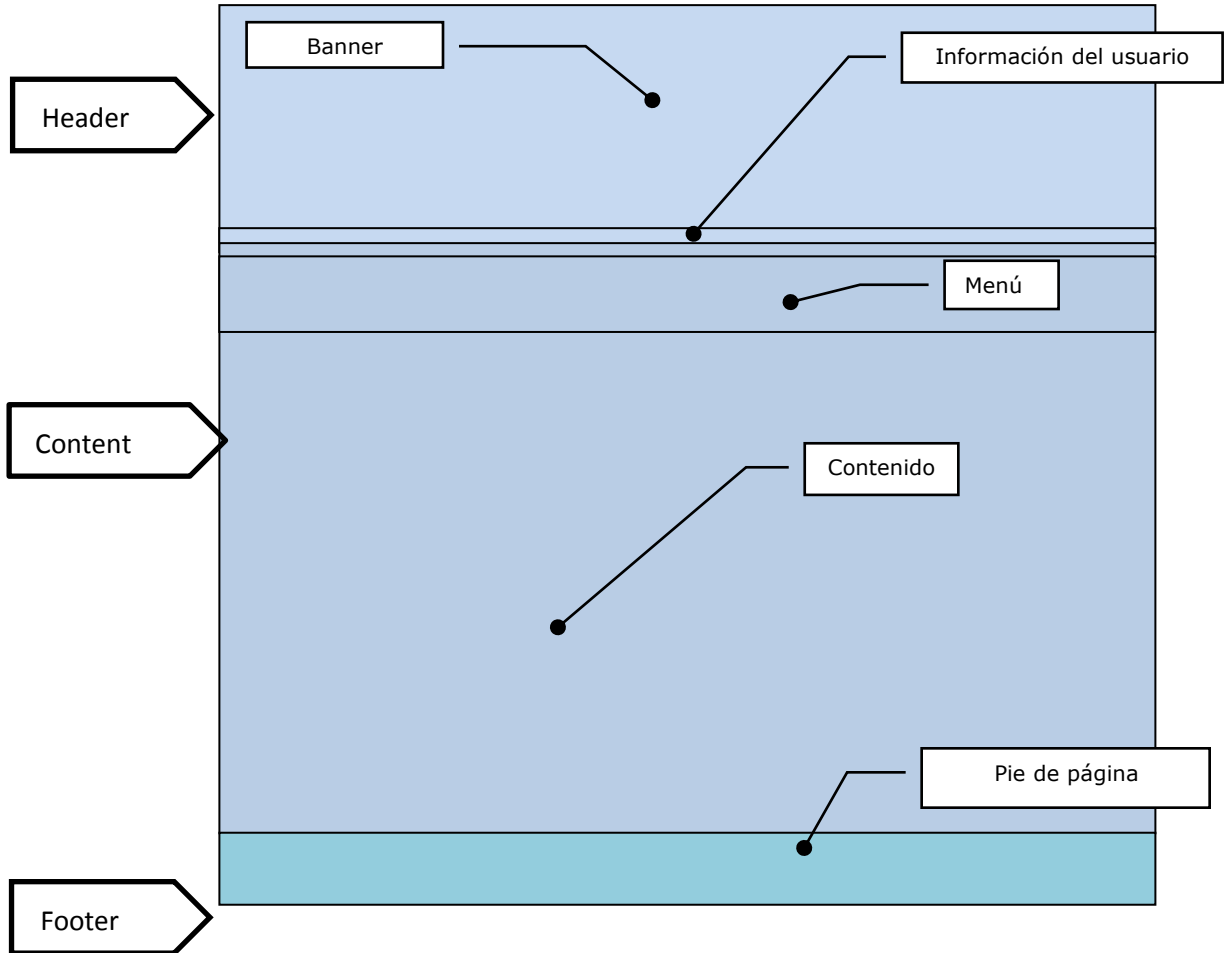 Banner
Información del usuario
Header
Menú
Content
Contenido
Pie de página
Footer